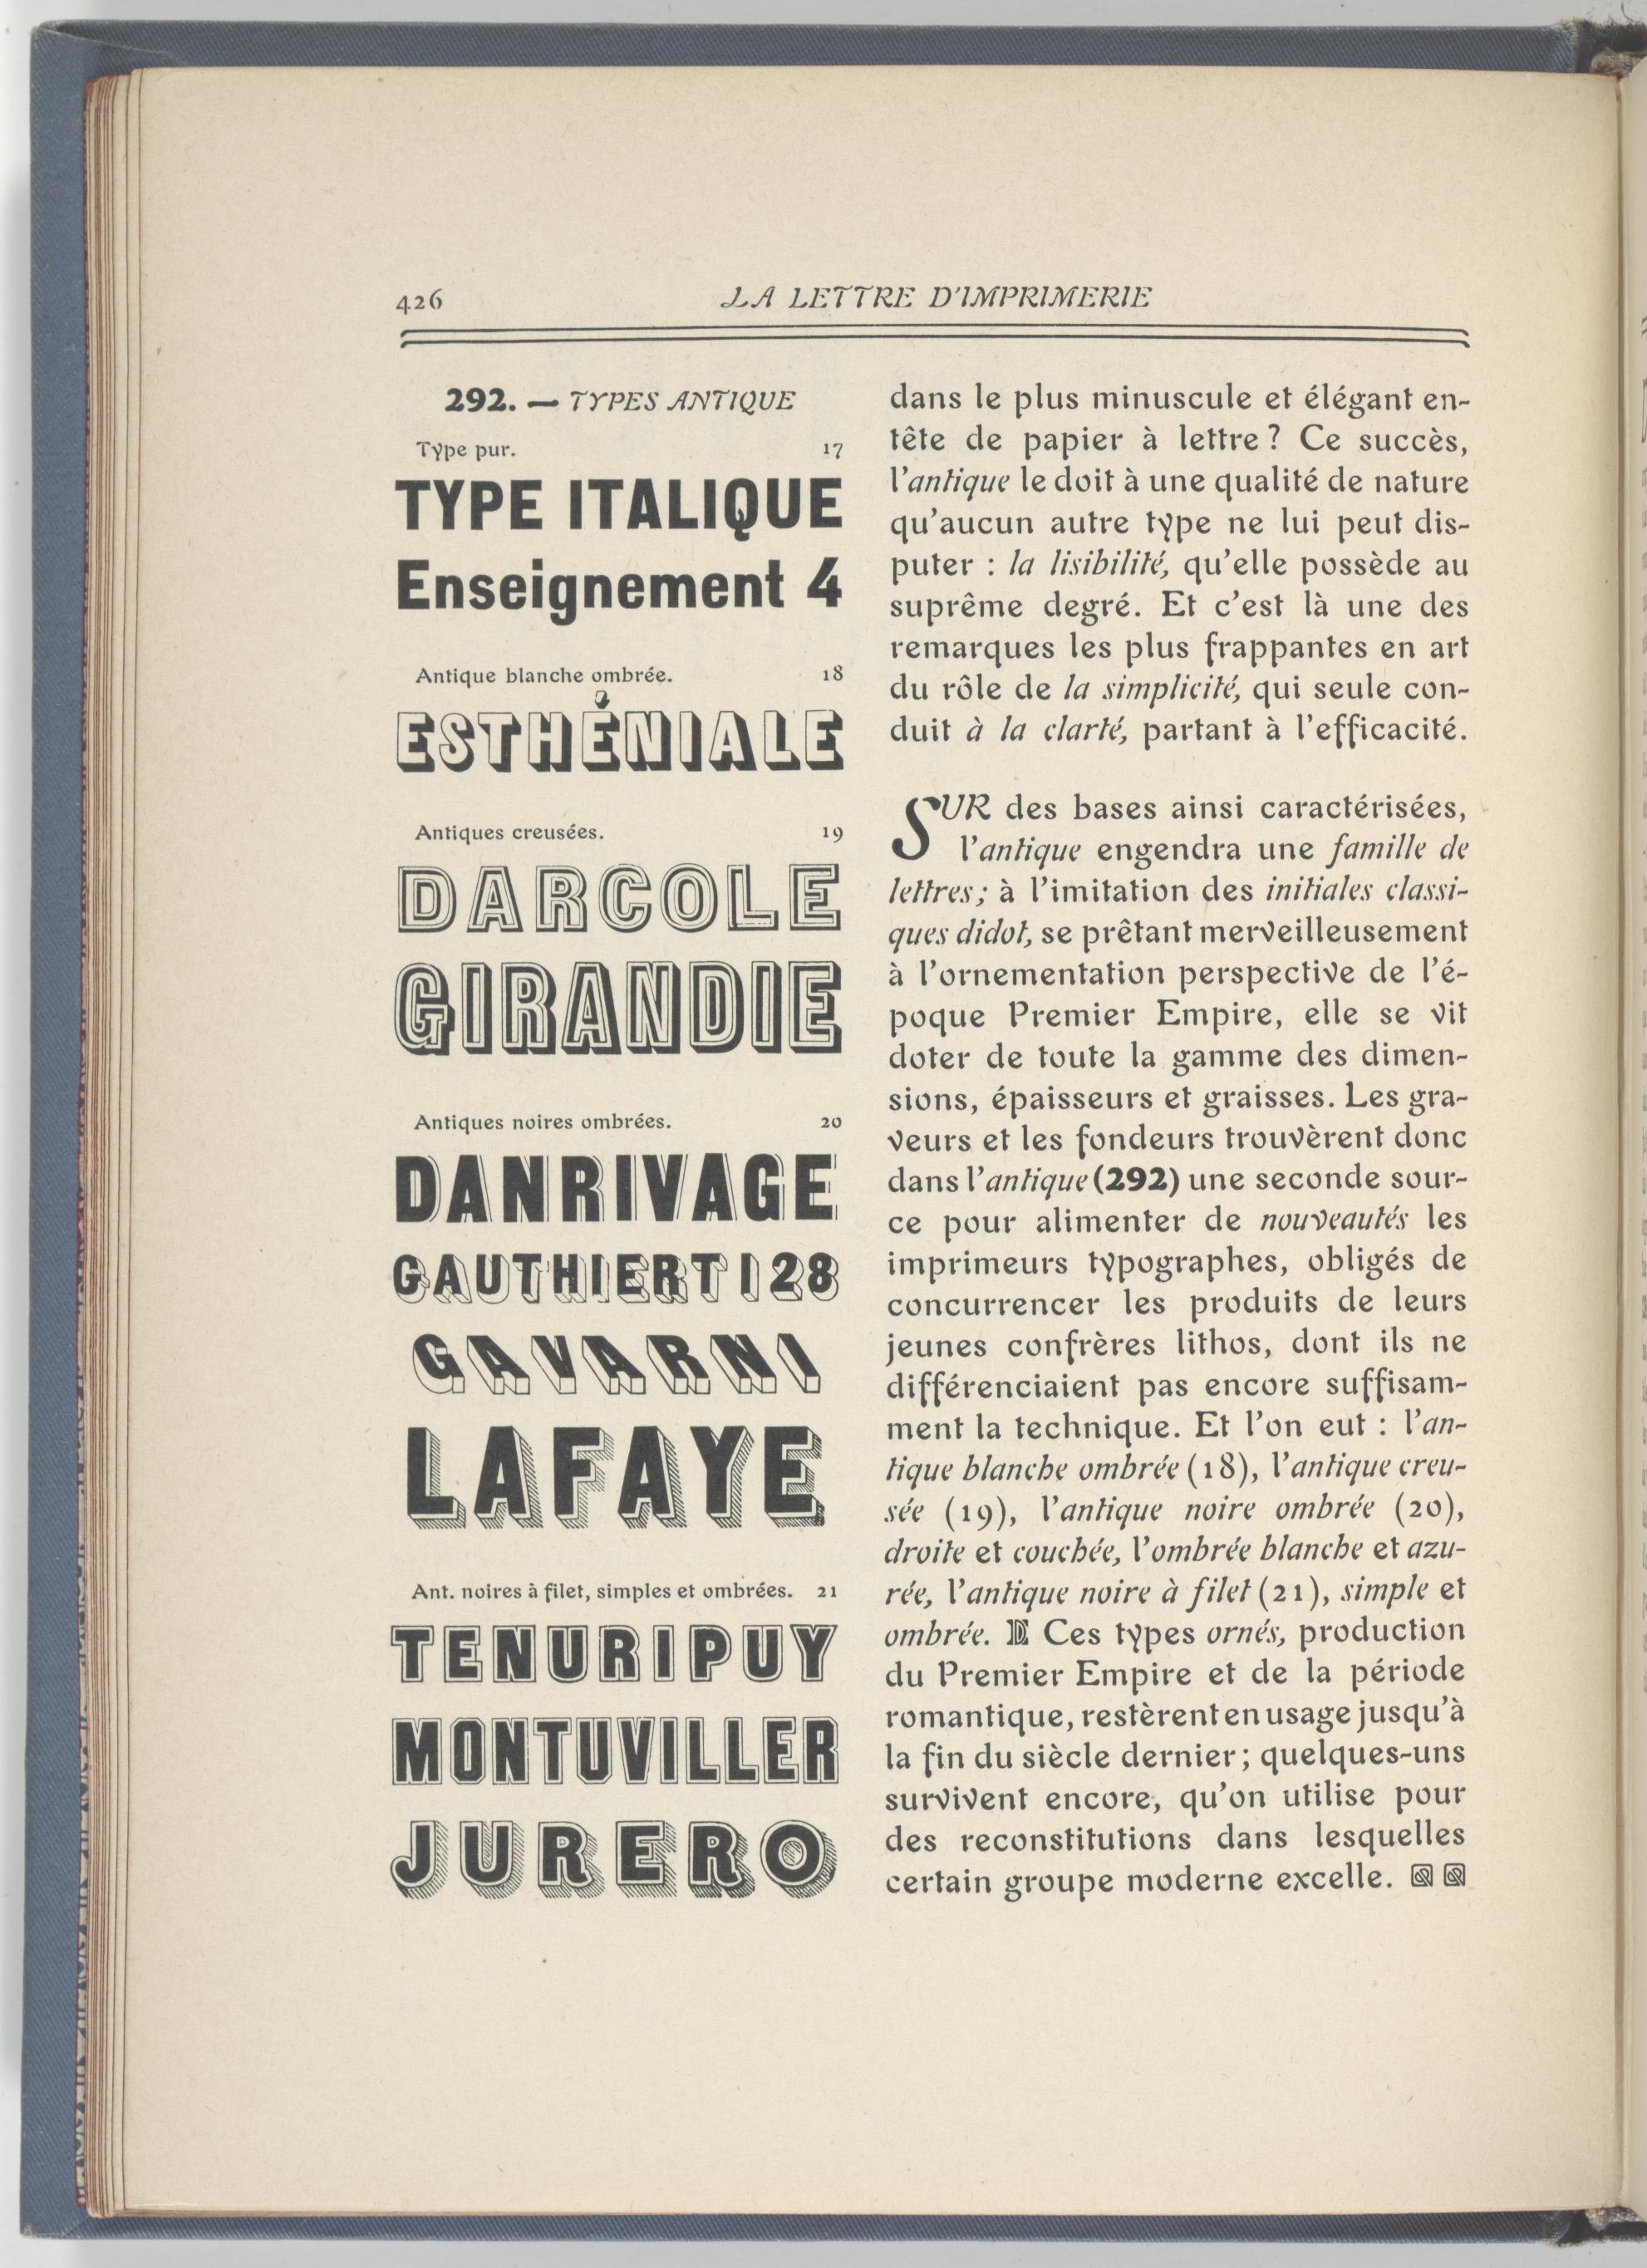 426
LA LETTRE D'IMPRIMERIE
292. — TYPES ANTIQUE
Type pur. 17
TYPE ITALIQUE
Enseignement 4
Antique blanche ombrée. 18
ESTHÉNIALE
Antiques creusées. 19
DARCOLE
GIRANDIE
Antiques noires ombrées. 20
DANRIVAGE
GAUTHIERT 128
GAVARNI
LAFAYE
Ant. noires à filet, simples et ombrées. 21
TENURIPUY
MONTUVILLER
JURERO
dans le plus minuscule et élégant en-
tête de papier à lettre ? Ce succès,
l'antique le doit à une qualité de nature
qu'aucun autre type ne lui peut dis-
puter : la lisibilité, qu'elle possède au
suprême degré. Et c'est là une des
remarques les plus frappantes en art
du rôle de la simplicité, qui seule con-
duit à la clarté, partant à l'efficacité.
SUR des bases ainsi caractérisées,
l'antique engendra une famille de
lettres; à l'imitation des initiales classi-
ques didot, se prêtant merveilleusement
à l'ornementation perspective de l'é-
poque Premier Empire, elle se vit
doter de toute la gamme des dimen-
sions, épaisseurs et graisses. Les gra-
veurs et les fondeurs trouvèrent donc
dans l'antique (292) une seconde sour-
ce pour alimenter de nouveautés les
imprimeurs typographes, obligés de
concurrencer les produits de leurs
jeunes confrères lithos, dont ils ne
différenciaient pas encore suffisam-
ment la technique. Et l'on eut : l'an-
tique blanche ombrée (18), l'antique creu-
sée (19), l'antique noire ombrée (20),
droite et couchée, l'ombrée blanche et azu-
rée, l'antique noire à filet (21), simple et
ombrée. Ces types ornés, production
du Premier Empire et de la période
romantique, restèrent en usage jusqu'à
la fin du siècle dernier ; quelques-uns
survivent encore, qu'on utilise pour
des reconstitutions dans lesquelles
certain groupe moderne excelle.